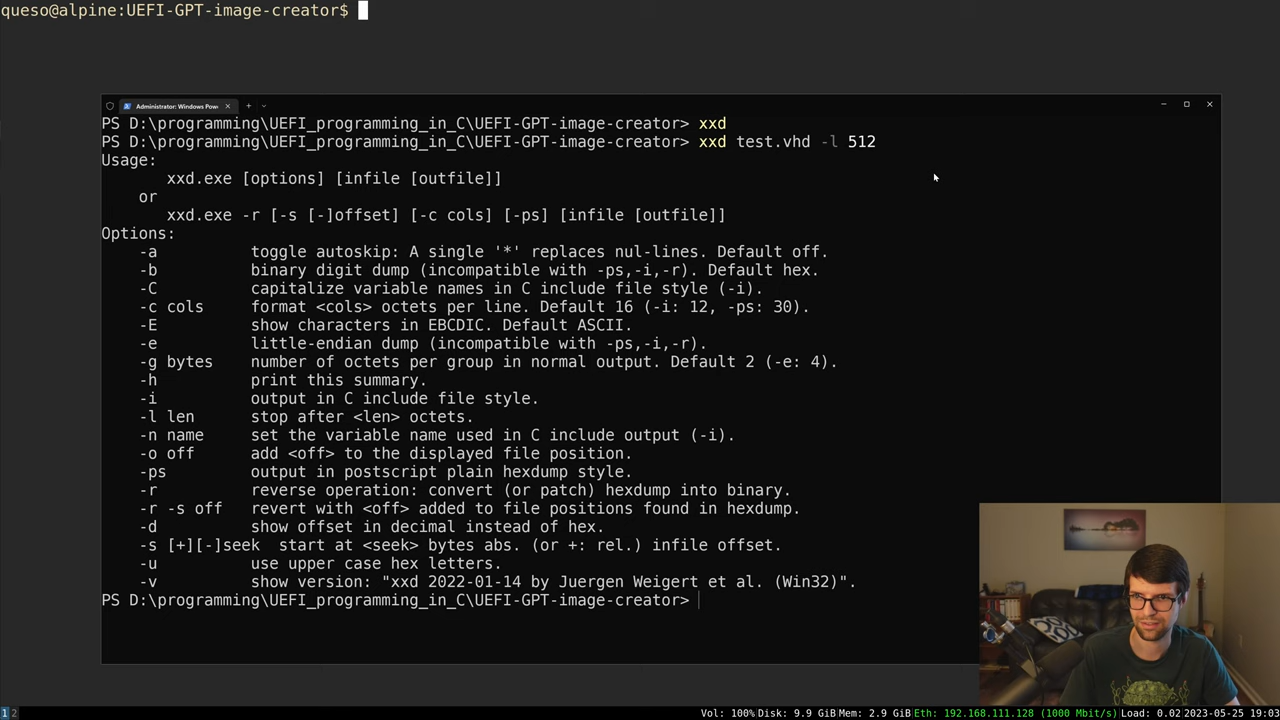 queso@alpine:UEFI-GPT-image-creator$
Administrator: Windows Pow
PS D:\programming\UEFI_programming_in_C\UEFI-GPT-image-creator> xxd
PS D:\programming\UEFI_programming_in_C\UEFI-GPT-image-creator> xxd test.vhd -l 512
Usage:
xxd.exe [options] [infile [outfile]]
or
xxd.exe -r [-s [-]offset] [-c cols] [-ps] [infile [outfile]]
Options:
-a toggle autoskip: A single '*' replaces nul-lines. Default off.
-b binary digit dump (incompatible with -ps,-i,-r). Default hex.
-C capitalize variable names in C include file style (-i).
-c cols format <cols> octets per line. Default 16 (-i: 12, -ps: 30).
-E show characters in EBCDIC. Default ASCII.
-e little-endian dump (incompatible with -ps,-i,-r).
-g bytes number of octets per group in normal output. Default 2 (-e: 4).
-h print this summary.
-i output in C include file style.
-l len stop after <len> octets.
-n name set the variable name used in C include output (-i).
-o off add <off> to the displayed file position.
-ps output in postscript plain hexdump style.
-r reverse operation: convert (or patch) hexdump into binary.
-r -s off revert with <off> added to file positions found in hexdump.
-d show offset in decimal instead of hex.
-s [+][-]seek start at <seek> bytes abs. (or +: rel.) infile offset.
-u use upper case hex letters.
-v show version: "xxd 2022-01-14 by Juergen Weigert et al. (Win32)".
PS D:\programming\UEFI_programming_in_C\UEFI-GPT-image-creator>
1 2 Vol: 100% Disk: 9.9 GiB Mem: 2.9 GiB Eth: 192.168.111.128 (1000 Mbit/s) Load: 0.02 2023-05-25 19:03